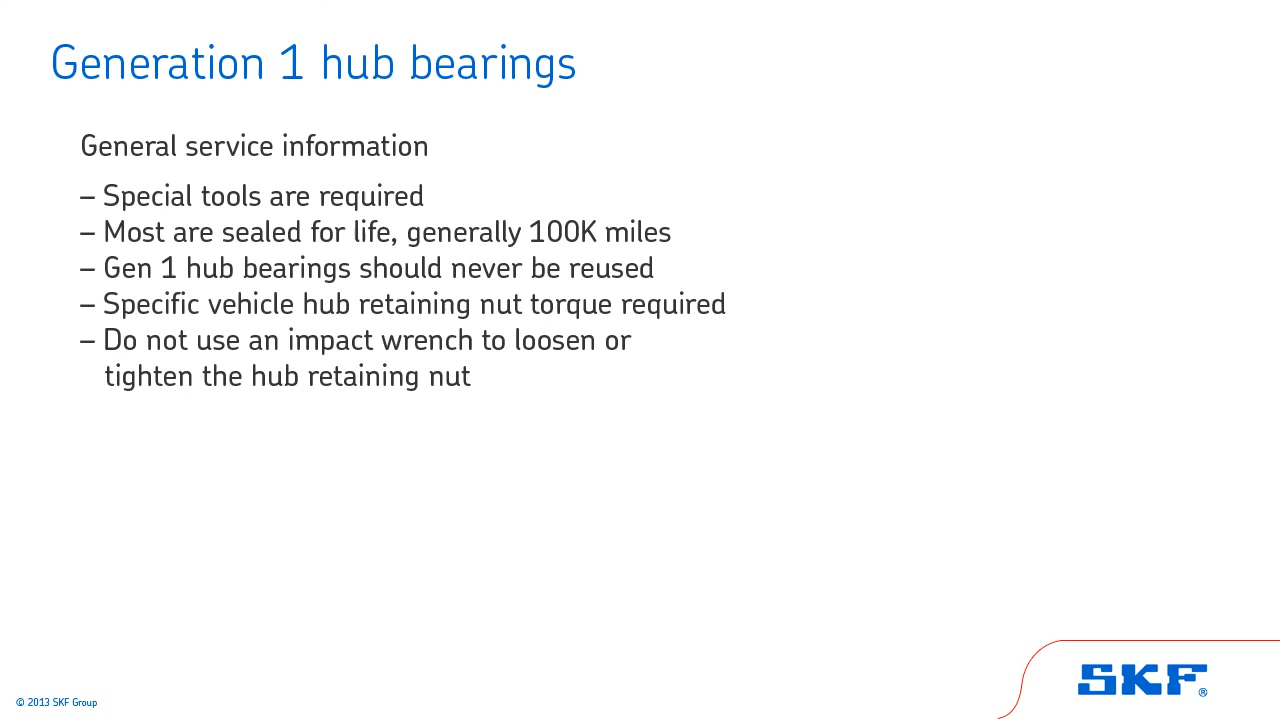 Generation 1 hub bearings
General service information
– Special tools are required
– Most are sealed for life, generally 100K miles
– Gen 1 hub bearings should never be reused
– Specific vehicle hub retaining nut torque required
– Do not use an impact wrench to loosen or
tighten the hub retaining nut
SKF®
© 2013 SKF Group